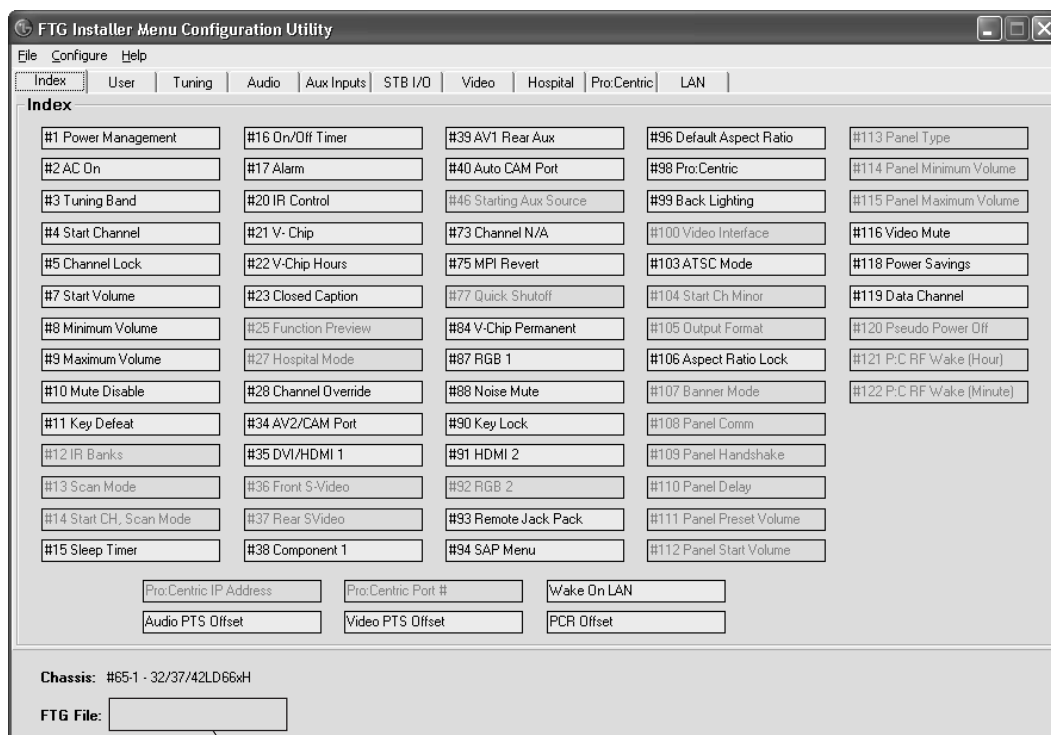 FTG Installer Menu Configuration Utility
File Configure Help
Index User Tuning Audio Aux Inputs STB I/O Video Hospital Pro:Centric LAN
Index
#1 Power Management #16 On/Off Timer #39 AV1 Rear Aux #96 Default Aspect Ratio #113 Panel Type
#2 AC On #17 Alarm #40 Auto CAM Port #98 Pro:Centric #114 Panel Minimum Volume
#3 Tuning Band #20 IR Control #46 Starting Aux Source #99 Back Lighting #115 Panel Maximum Volume
#4 Start Channel #21 V- Chip #73 Channel N/A #100 Video Interface #116 Video Mute
#5 Channel Lock #22 V-Chip Hours #75 MPI Revert #103 ATSC Mode #118 Power Savings
#7 Start Volume #23 Closed Caption #77 Quick Shutoff #104 Start Ch Minor #119 Data Channel
#8 Minimum Volume #25 Function Preview #84 V-Chip Permanent #105 Output Format #120 Pseudo Power Off
#9 Maximum Volume #27 Hospital Mode #87 RGB 1 #106 Aspect Ratio Lock #121 P:C RF Wake (Hour)
#10 Mute Disable #28 Channel Override #88 Noise Mute #107 Banner Mode #122 P:C RF Wake (Minute)
#11 Key Defeat #34 AV2/CAM Port #90 Key Lock #108 Panel Comm
#12 IR Banks #35 DVI/HDMI 1 #91 HDMI 2 #109 Panel Handshake
#13 Scan Mode #36 Front S-Video #92 RGB 2 #110 Panel Delay
#14 Start CH, Scan Mode #37 Rear SVideo #93 Remote Jack Pack #111 Panel Preset Volume
#15 Sleep Timer #38 Component 1 #94 SAP Menu #112 Panel Start Volume
Pro:Centric IP Address Pro:Centric Port # Wake On LAN
Audio PTS Offset Video PTS Offset PCR Offset
Chassis: #65-1 - 32/37/42LD66xH
FTG File: